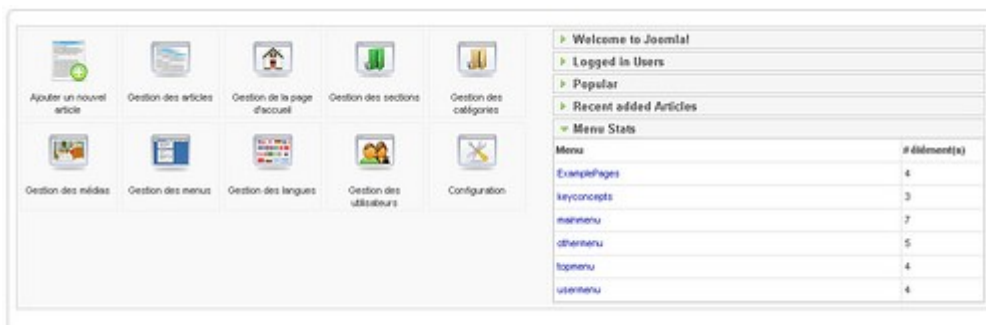 Ajouter un nouvel
article
Gestion des articles
Gestion de la page
d'accueil
Gestion des sections
Gestion des
catégories
Gestion des médias
Gestion des menus
Gestion des langues
Gestion des
utilisateurs
Configuration
Welcome to Joomla!
Logged in Users
Popular
Recent added Articles
Menu Stats
Menu # élément(s)
ExamplePages 4
keyconcepts 3
mainmenu 7
othermenu 5
topmenu 4
usermenu 4